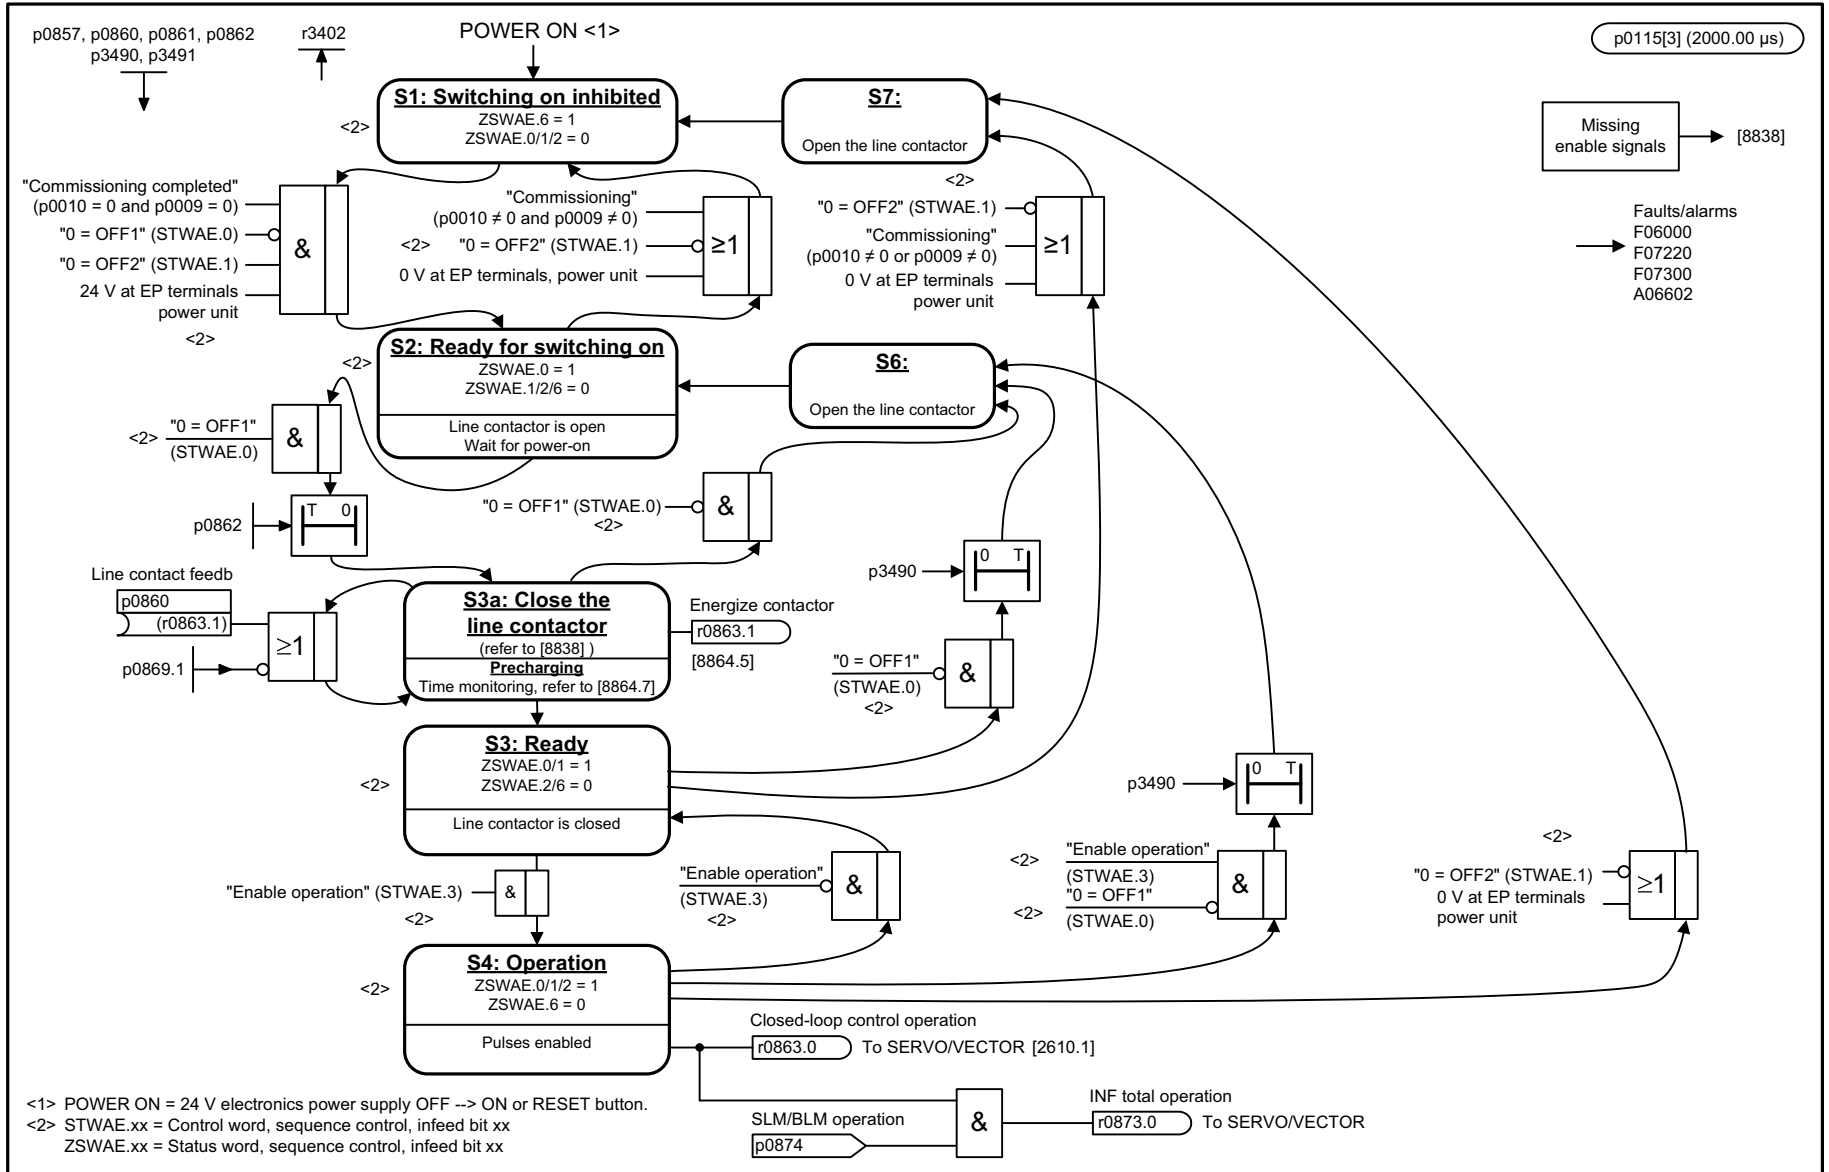 p0857, p0860, p0861, p0862
p3490, p3491
r3402
POWER ON <1>
p0115[3] (2000.00 µs)
S1: Switching on inhibited
ZSWAE.6 = 1
ZSWAE.0/1/2 = 0
<2>
S7:
Open the line contactor
Missing
enable signals
[8838]
Faults/alarms
F06000
F07220
F07300
A06602
"Commissioning completed"
(p0010 = 0 and p0009 = 0)
"0 = OFF1" (STWAE.0)
"0 = OFF2" (STWAE.1)
24 V at EP terminals
power unit
<2>
&
"Commissioning"
(p0010 ≠ 0 and p0009 ≠ 0)
<2> "0 = OFF2" (STWAE.1)
0 V at EP terminals, power unit
≥1
<2>
"0 = OFF2" (STWAE.1)
"Commissioning"
(p0010 ≠ 0 or p0009 ≠ 0)
0 V at EP terminals
power unit
≥1
S2: Ready for switching on
ZSWAE.0 = 1
ZSWAE.1/2/6 = 0
Line contactor is open
Wait for power-on
<2>
S6:
Open the line contactor
<2> "0 = OFF1"
(STWAE.0)
&
p0862
T 0
"0 = OFF1" (STWAE.0)
<2>
&
Line contact feedb
p0860
(r0863.1)
p0869.1
≥1
S3a: Close the
line contactor
(refer to [8838] )
Precharging
Time monitoring, refer to [8864.7]
Energize contactor
r0863.1
[8864.5]
p3490
0 T
"0 = OFF1"
(STWAE.0)
<2>
&
S3: Ready
ZSWAE.0/1 = 1
ZSWAE.2/6 = 0
Line contactor is closed
<2>
p3490
0 T
"Enable operation" (STWAE.3)
<2>
&
"Enable operation"
(STWAE.3)
<2>
&
<2> "Enable operation"
(STWAE.3)
<2> "0 = OFF1"
(STWAE.0)
&
<2>
"0 = OFF2" (STWAE.1)
0 V at EP terminals
power unit
≥1
S4: Operation
ZSWAE.0/1/2 = 1
ZSWAE.6 = 0
Pulses enabled
<2>
Closed-loop control operation
r0863.0 To SERVO/VECTOR [2610.1]
SLM/BLM operation
p0874
&
INF total operation
r0873.0 To SERVO/VECTOR
<1> POWER ON = 24 V electronics power supply OFF --> ON or RESET button.
<2> STWAE.xx = Control word, sequence control, infeed bit xx
ZSWAE.xx = Status word, sequence control, infeed bit xx